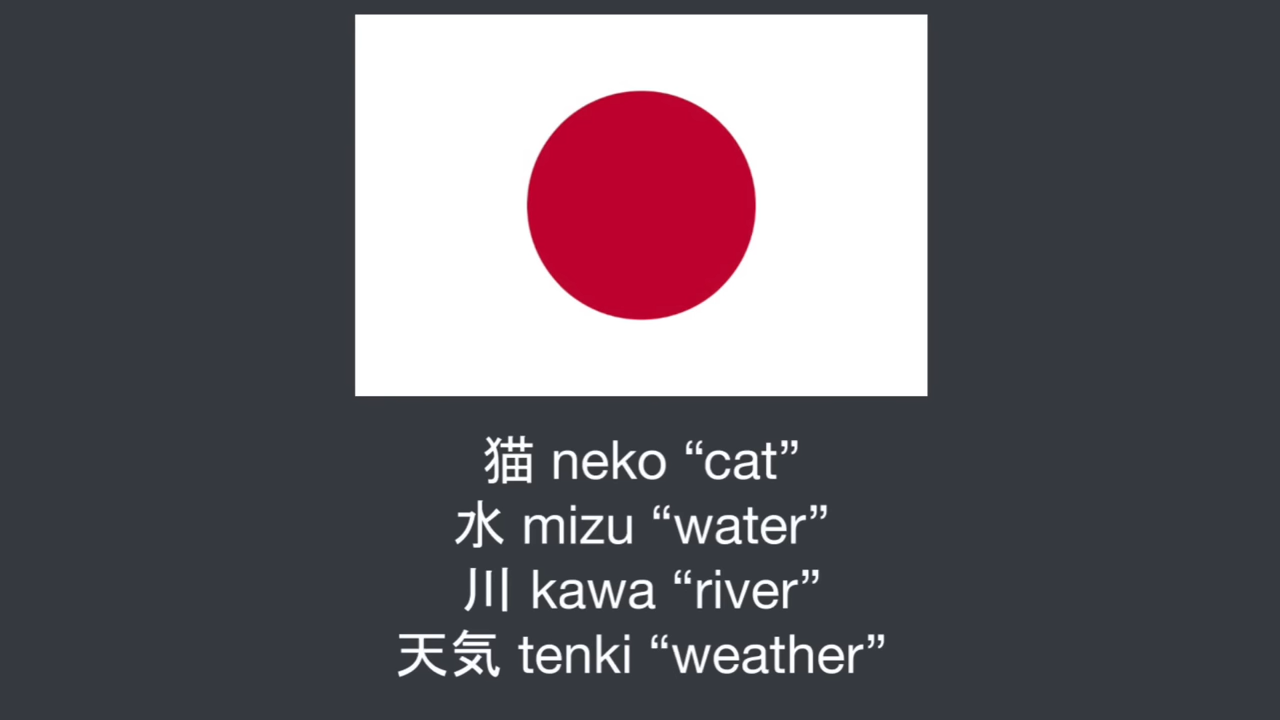 猫 neko “cat”
水 mizu “water”
川 kawa “river”
天気 tenki “weather”